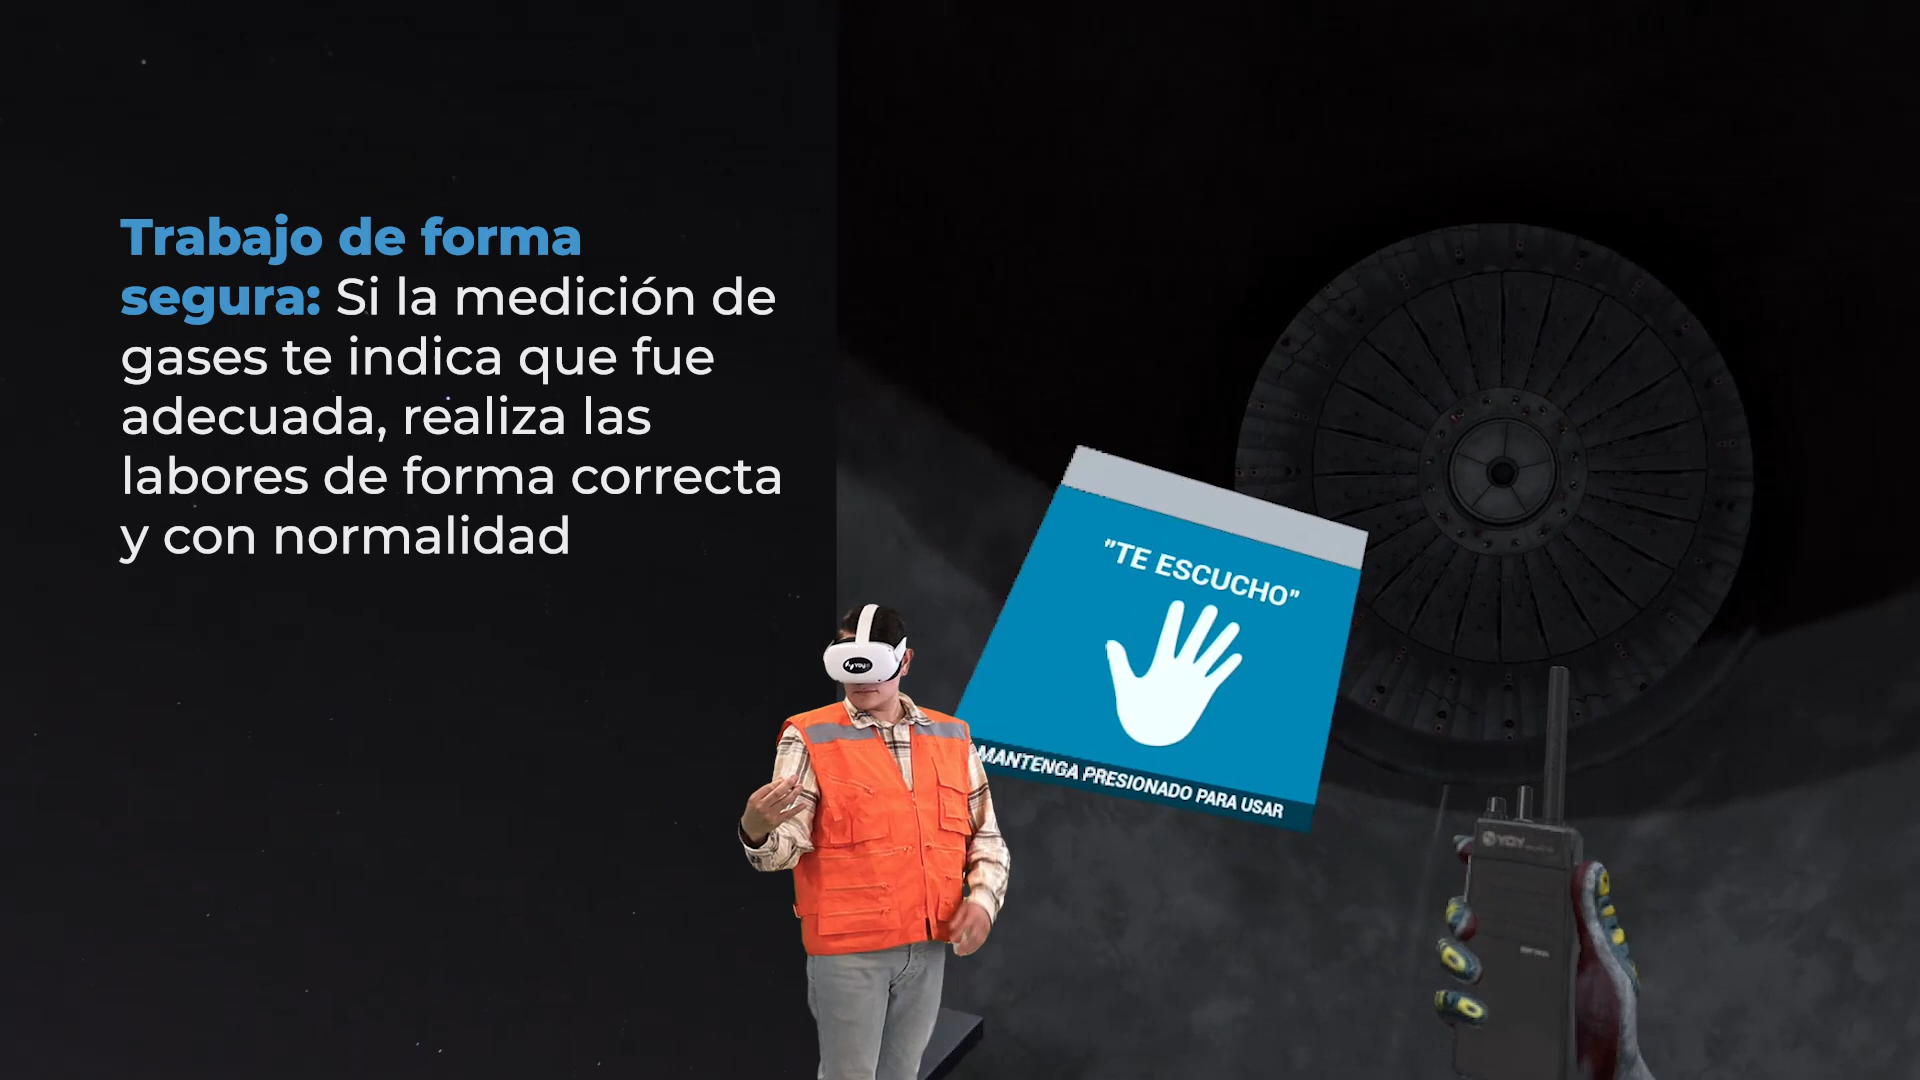 Trabajo de forma
segura: Si la medición de
gases te indica que fue
adecuada, realiza las
labores de forma correcta
y con normalidad
"TE ESCUCHO"
MANTENGA PRESIONADO PARA USAR
YOY